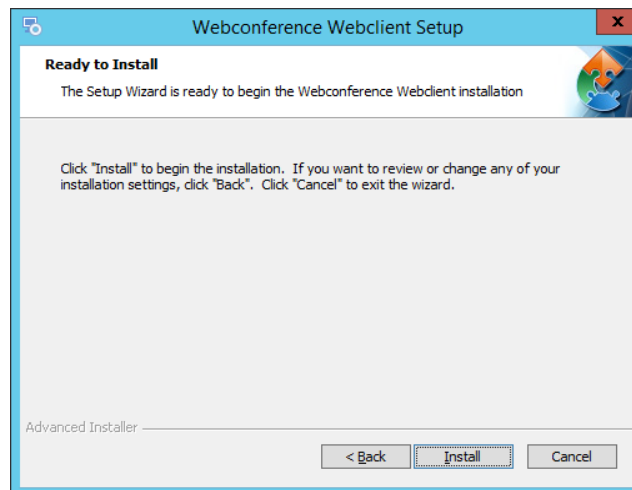 Webconference Webclient Setup
x
Ready to Install
The Setup Wizard is ready to begin the Webconference Webclient installation
Click "Install" to begin the installation. If you want to review or change any of your
installation settings, click "Back". Click "Cancel" to exit the wizard.
Advanced Installer
< Back Install Cancel